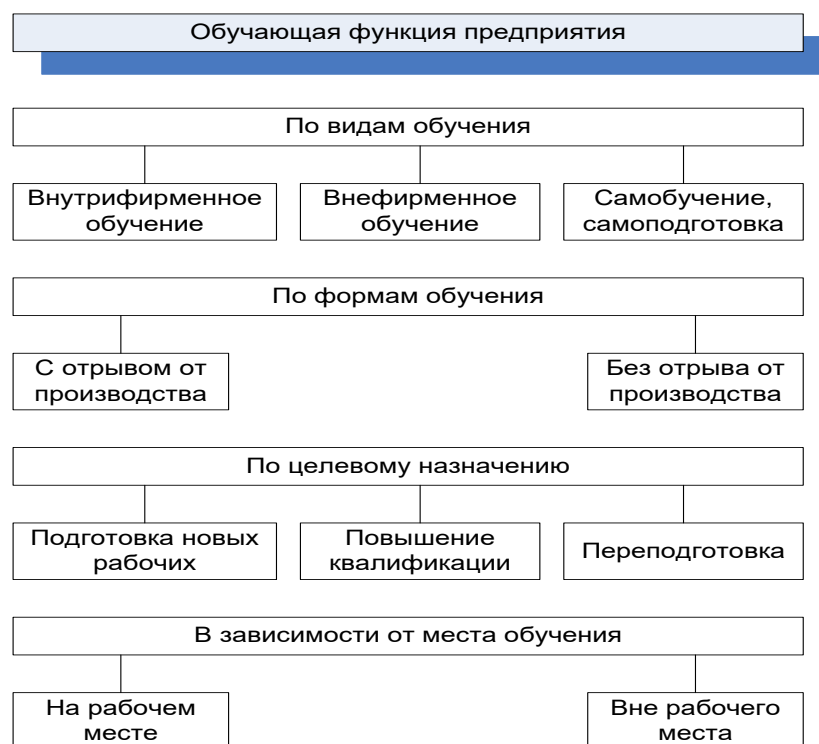 Обучающая функция предприятия
По видам обучения
Внутрифирменное
обучение
Внефирменное
обучение
Самобучение,
самоподготовка
По формам обучения
С отрывом от
производства
Без отрыва от
производства
По целевому назначению
Подготовка новых
рабочих
Повышение
квалификации
Переподготовка
В зависимости от места обучения
На рабочем
месте
Вне рабочего
места